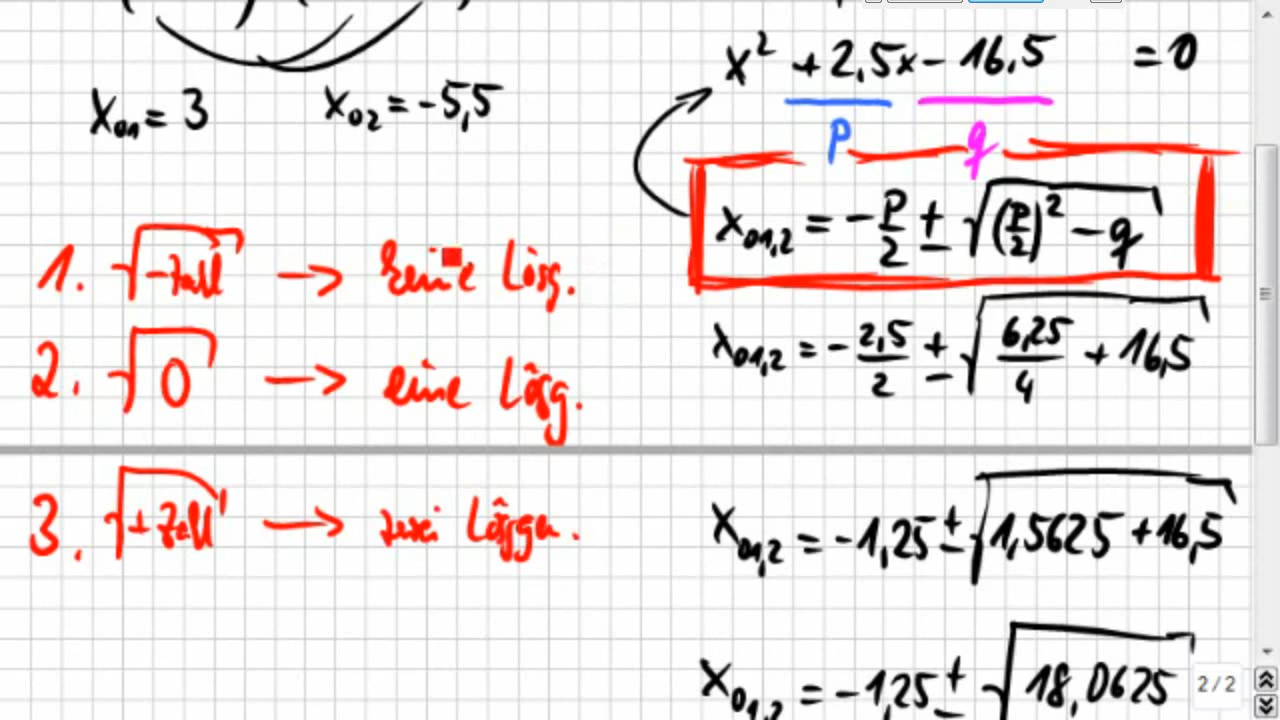 x² + 2,5x - 16,5 = 0
x₀₁ = 3 x₀₂ = -5,5
p q
x₀₁,₂ = -p/2 ± √((p/2)² - q)
1. √(-Zahl) → keine Lösg.
x₀₁,₂ = -2,5/2 ± √(6,25/4 + 16,5)
2. √0 → eine Lösg.
3. √(+Zahl) → zwei Lösgn.
x₀₁,₂ = -1,25 ± √(1,5625 + 16,5)
x₀₁,₂ = -1,25 ± √18,0625
2/2